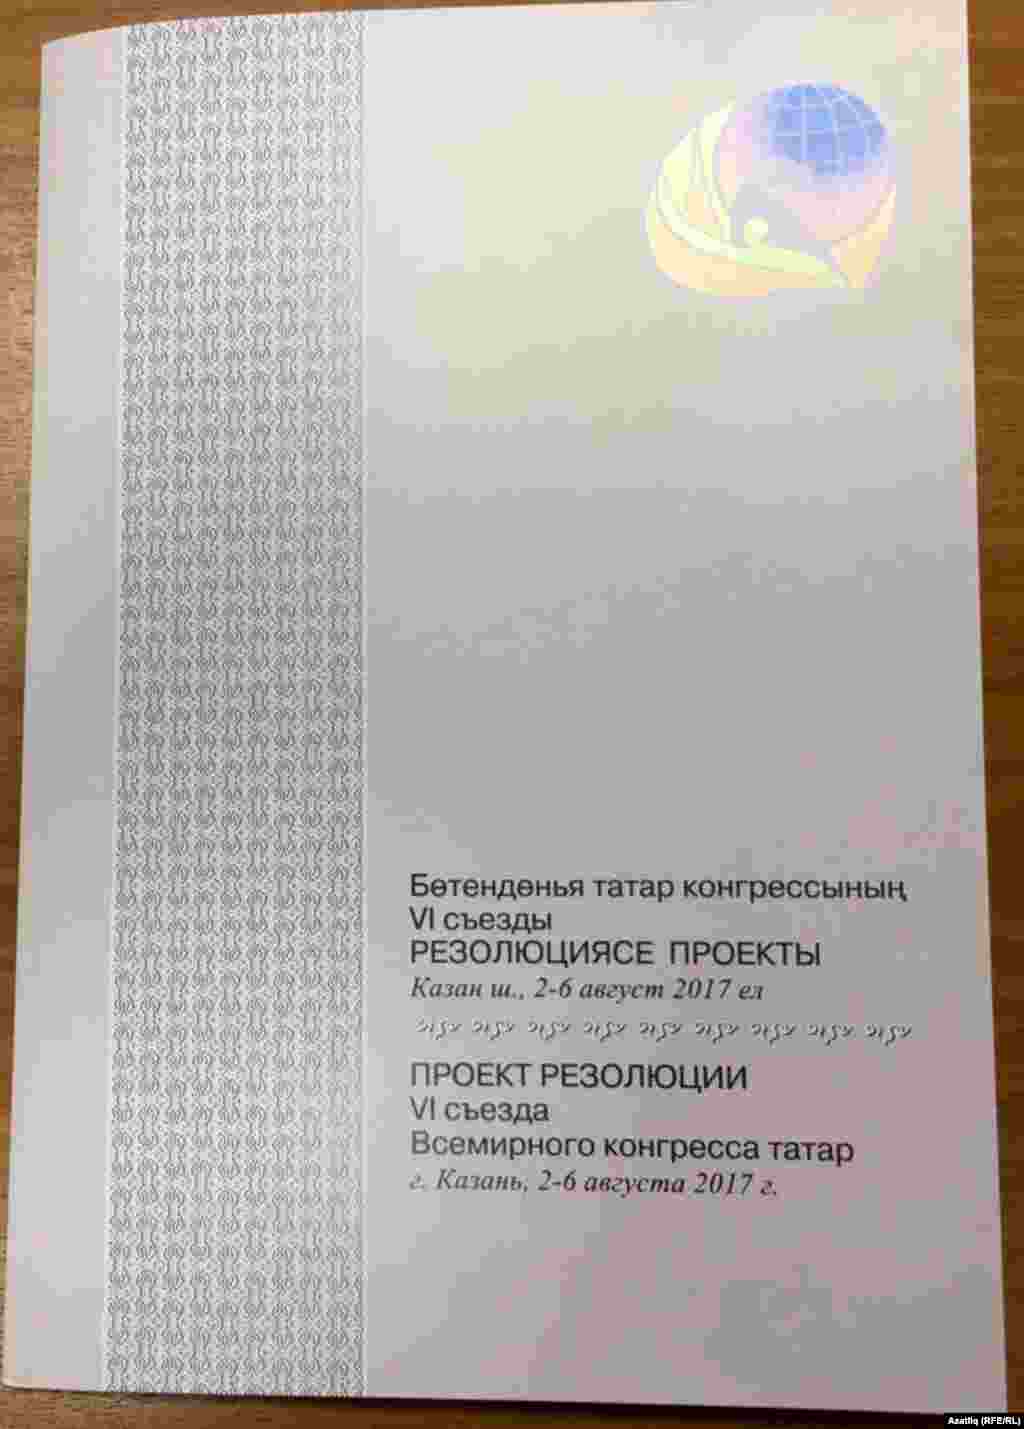 Бөтендөнья татар конгрессының
VI съезды
РЕЗОЛЮЦИЯСЕ ПРОЕКТЫ
Казан ш., 2-6 август 2017 ел
ПРОЕКТ РЕЗОЛЮЦИИ
VI съезда
Всемирного конгресса татар
г. Казань, 2-6 августа 2017 г.
Azatliq (RFE/RL)